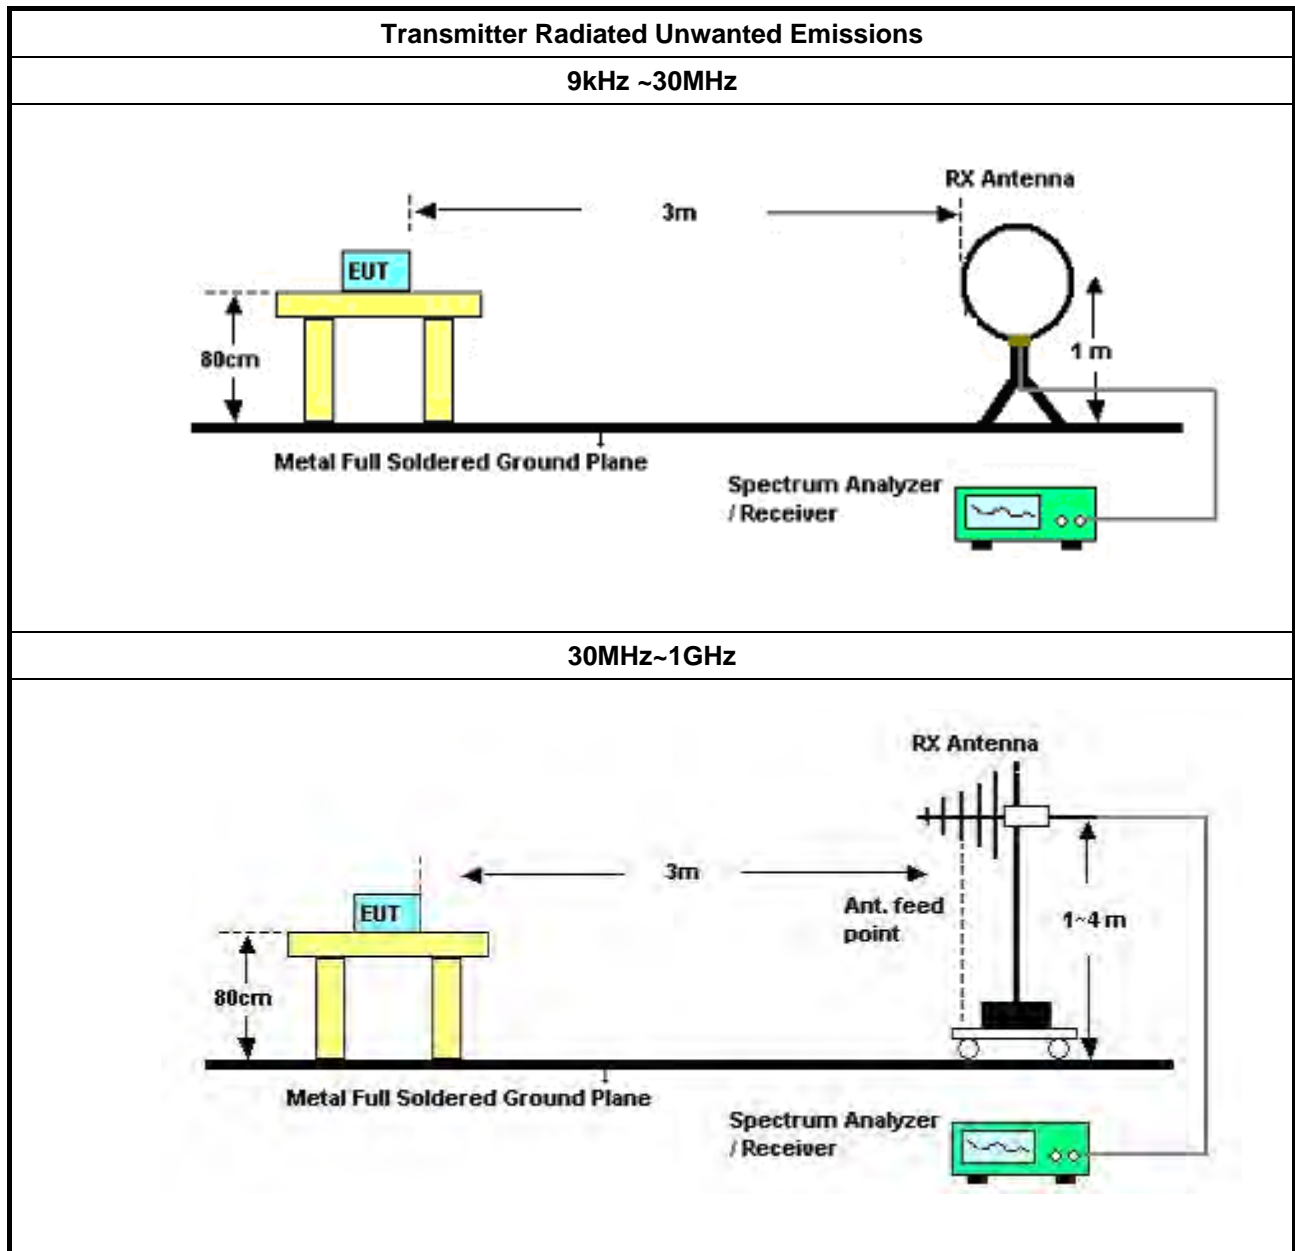 Transmitter Radiated Unwanted Emissions
9kHz ~30MHz
RX Antenna
3m
EUT
80cm
1 m
Metal Full Soldered Ground Plane
Spectrum Analyzer
/ Receiver
30MHz~1GHz
RX Antenna
3m
Ant. feed
point
1~4 m
EUT
80cm
Metal Full Soldered Ground Plane
Spectrum Analyzer
/ Receiver